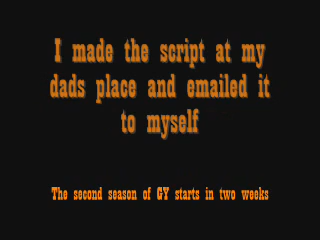 I made the script at my
dads place and emailed it
to myself
The second season of GY starts in two weeks